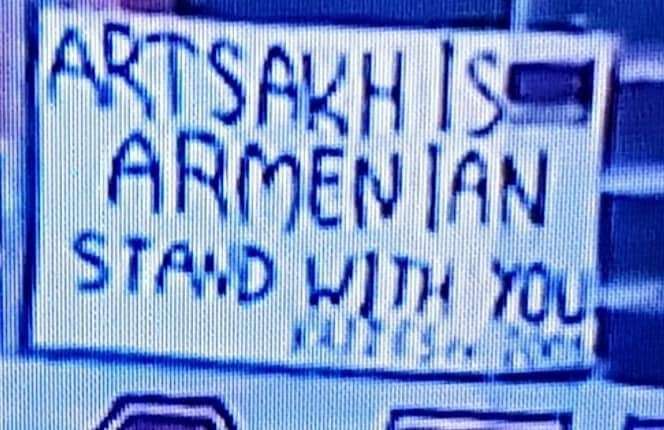 ARTSAKH IS
ARMENIAN
STAND WITH YOU